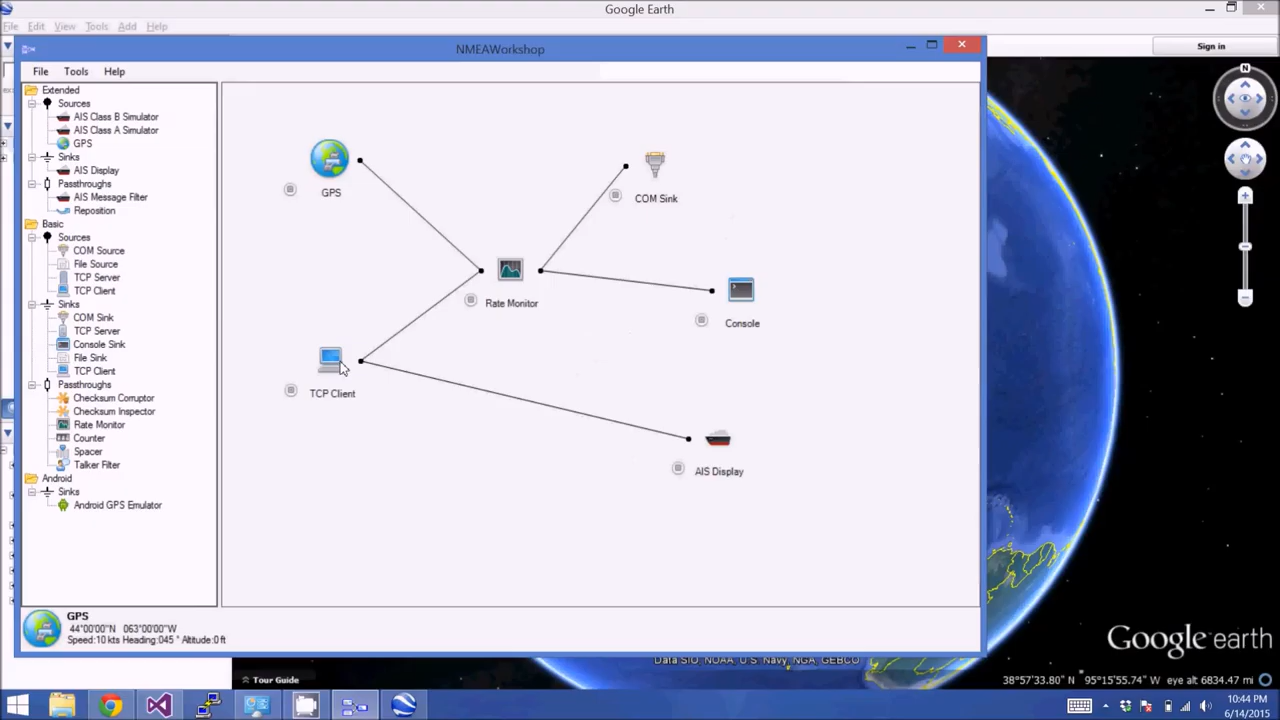 Google Earth
File Edit View Tools Add Help
Sign in
N
NMEAWorkshop
File Tools Help
Extended
Sources
AIS Class B Simulator
AIS Class A Simulator
GPS
Sinks
AIS Display
Passthroughs
AIS Message Filter
Reposition
Basic
Sources
COM Source
File Source
TCP Server
TCP Client
Sinks
COM Sink
TCP Server
Console Sink
File Sink
TCP Client
Passthroughs
Checksum Corruptor
Checksum Inspector
Rate Monitor
Counter
Spacer
Talker Filter
Android
Sinks
Android GPS Emulator
GPS
COM Sink
Rate Monitor
Console
TCP Client
AIS Display
GPS
44°00'00"N 063°00'00"W
Speed:10 kts Heading:045 ° Altitude:0 ft
Data SIO, NOAA, U.S. Navy, NGA, GEBCO
Google earth
Tour Guide
38°57'33.80" N 95°15'55.74" W eye alt 6834.47 mi
10:44 PM
6/14/2015